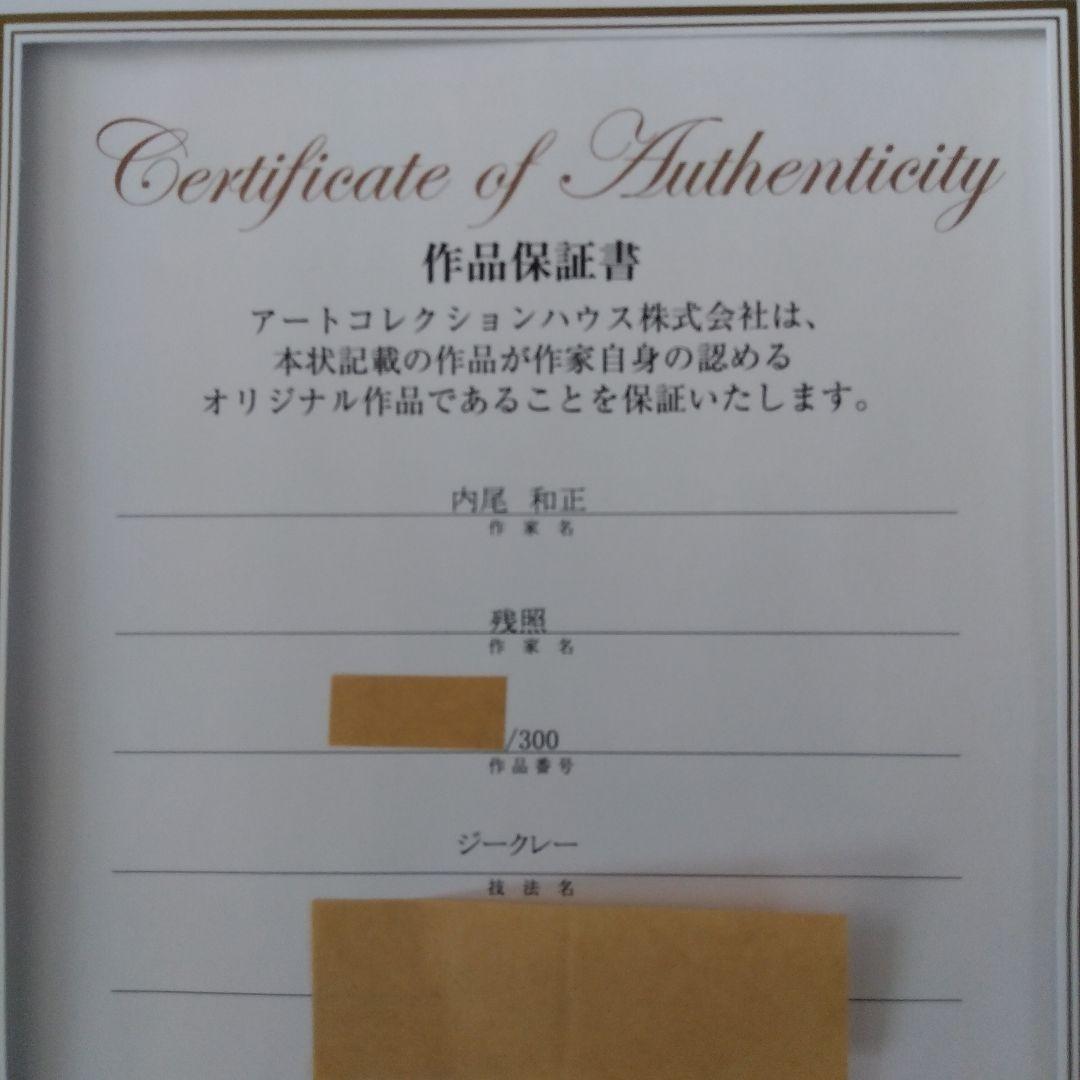 Certificate of Authenticity
作品保証書
アートコレクションハウス株式会社は、
本状記載の作品が作家自身の認める
オリジナル作品であることを保証いたします。
内尾 和正
作家名
残照
作家名
/300
作品番号
ジークレー
技法名